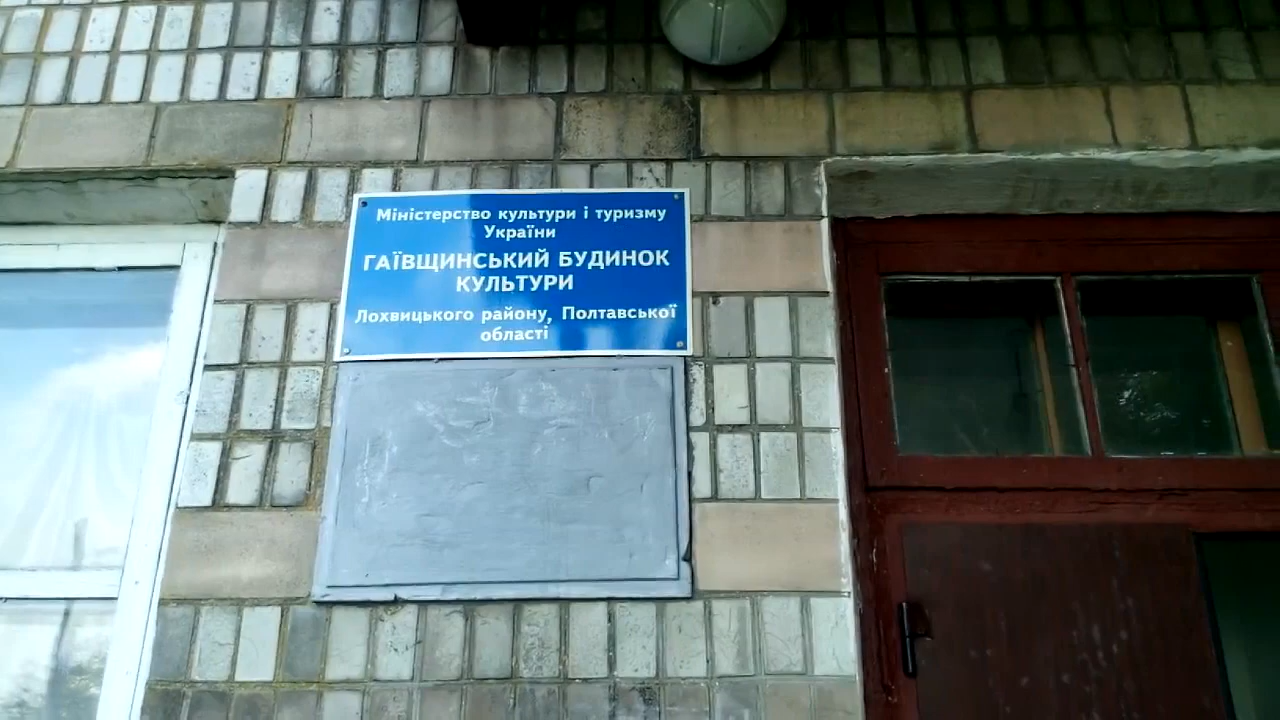 Міністерство культури і туризму
України
ГАЇВЩИНСЬКИЙ БУДИНОК
КУЛЬТУРИ
Лохвицького району, Полтавської
області